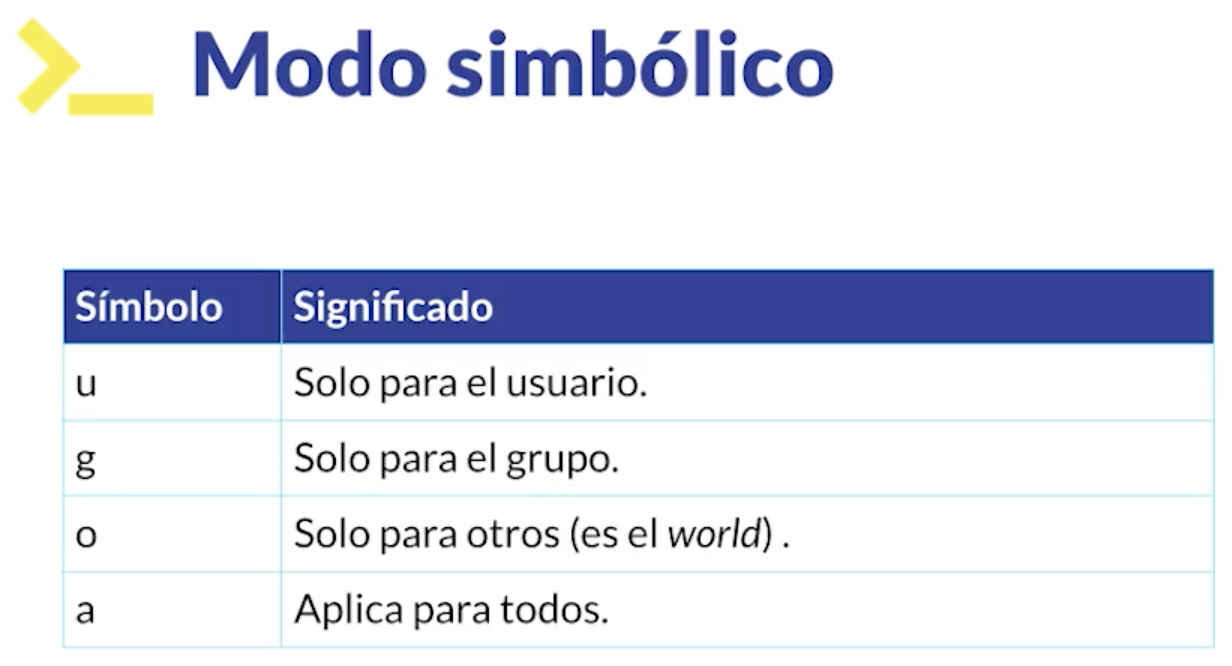 Modo simbólico
Símbolo Significado
u Solo para el usuario.
g Solo para el grupo.
o Solo para otros (es el world) .
a Aplica para todos.